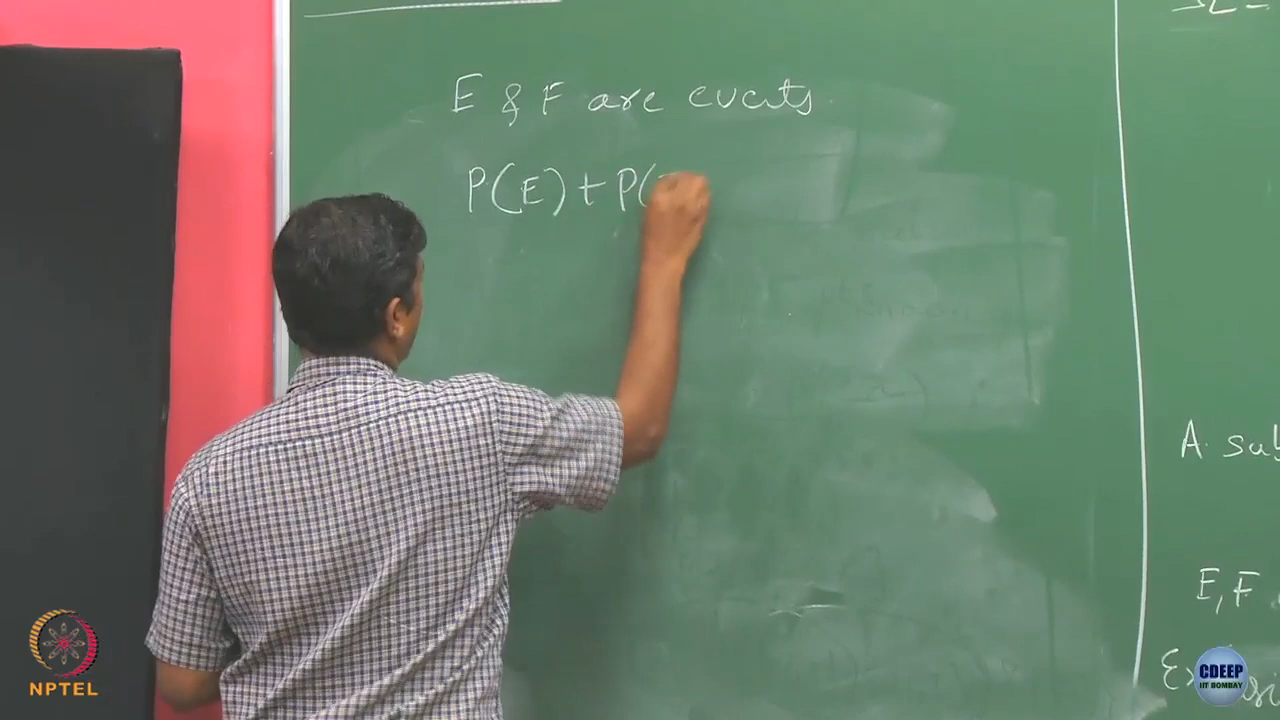 E & F are events.
P(E) + P(
A sub
E, F
NPTEL
CDEEP
IIT BOMBAY